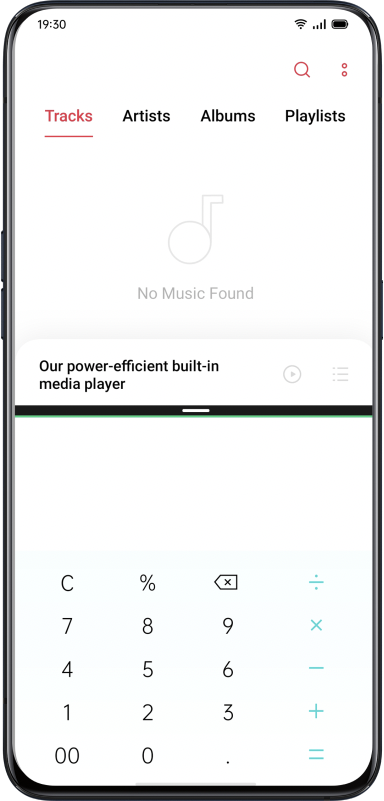 19:30
Tracks Artists Albums Playlists
No Music Found
Our power-efficient built-in
media player
C % ÷
7 8 9 ×
4 5 6 −
1 2 3 +
00 0 . =